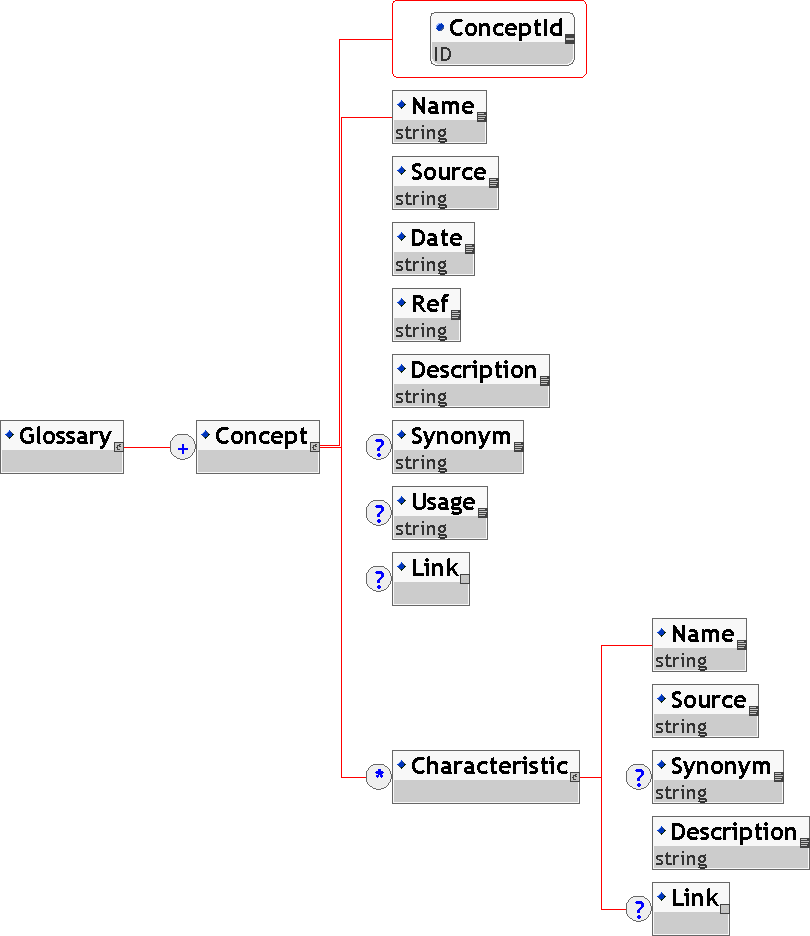 ConceptId
ID
Name
string
Source
string
Date
string
Ref
string
Description
string
Glossary
+
Concept
?
Synonym
string
?
Usage
string
?
Link
*
Characteristic
Name
string
Source
string
?
Synonym
string
Description
string
?
Link